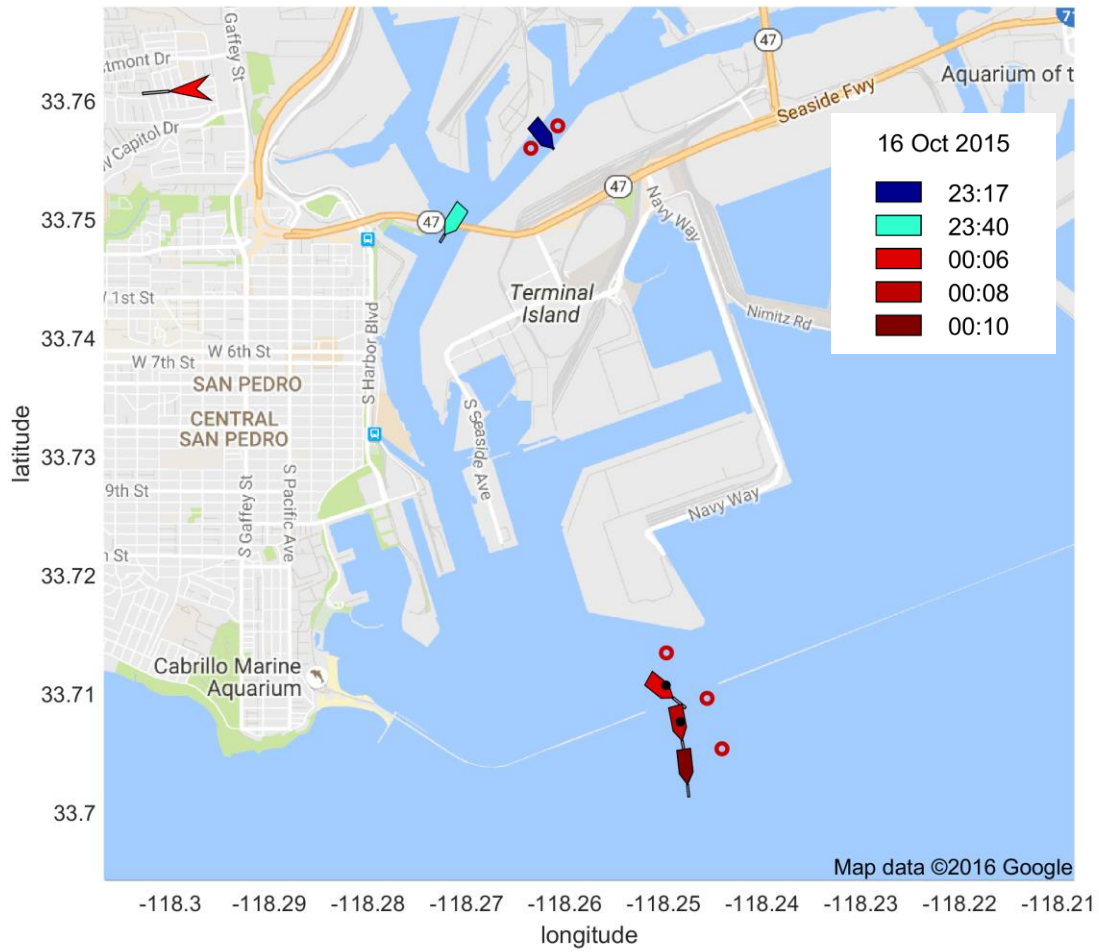 Gaffey St
stmont Dr
W Capitol Dr
47
71
Aquarium of t
Seaside Fwy
16 Oct 2015
23:17
23:40
00:06
00:08
00:10
47
47
Navy Way
Terminal
Island
Nimitz Rd
1st St
S Harbor Blvd
W 6th St
W 7th St
SAN PEDRO
CENTRAL
SAN PEDRO
S Seaside Ave
9th St
S Gaffey St
S Pacific Ave
Navy Way
St
Cabrillo Marine
Aquarium
Map data ©2016 Google
latitude
33.76
33.75
33.74
33.73
33.72
33.71
33.7
-118.3
-118.29
-118.28
-118.27
-118.26
-118.25
-118.24
-118.23
-118.22
-118.21
longitude